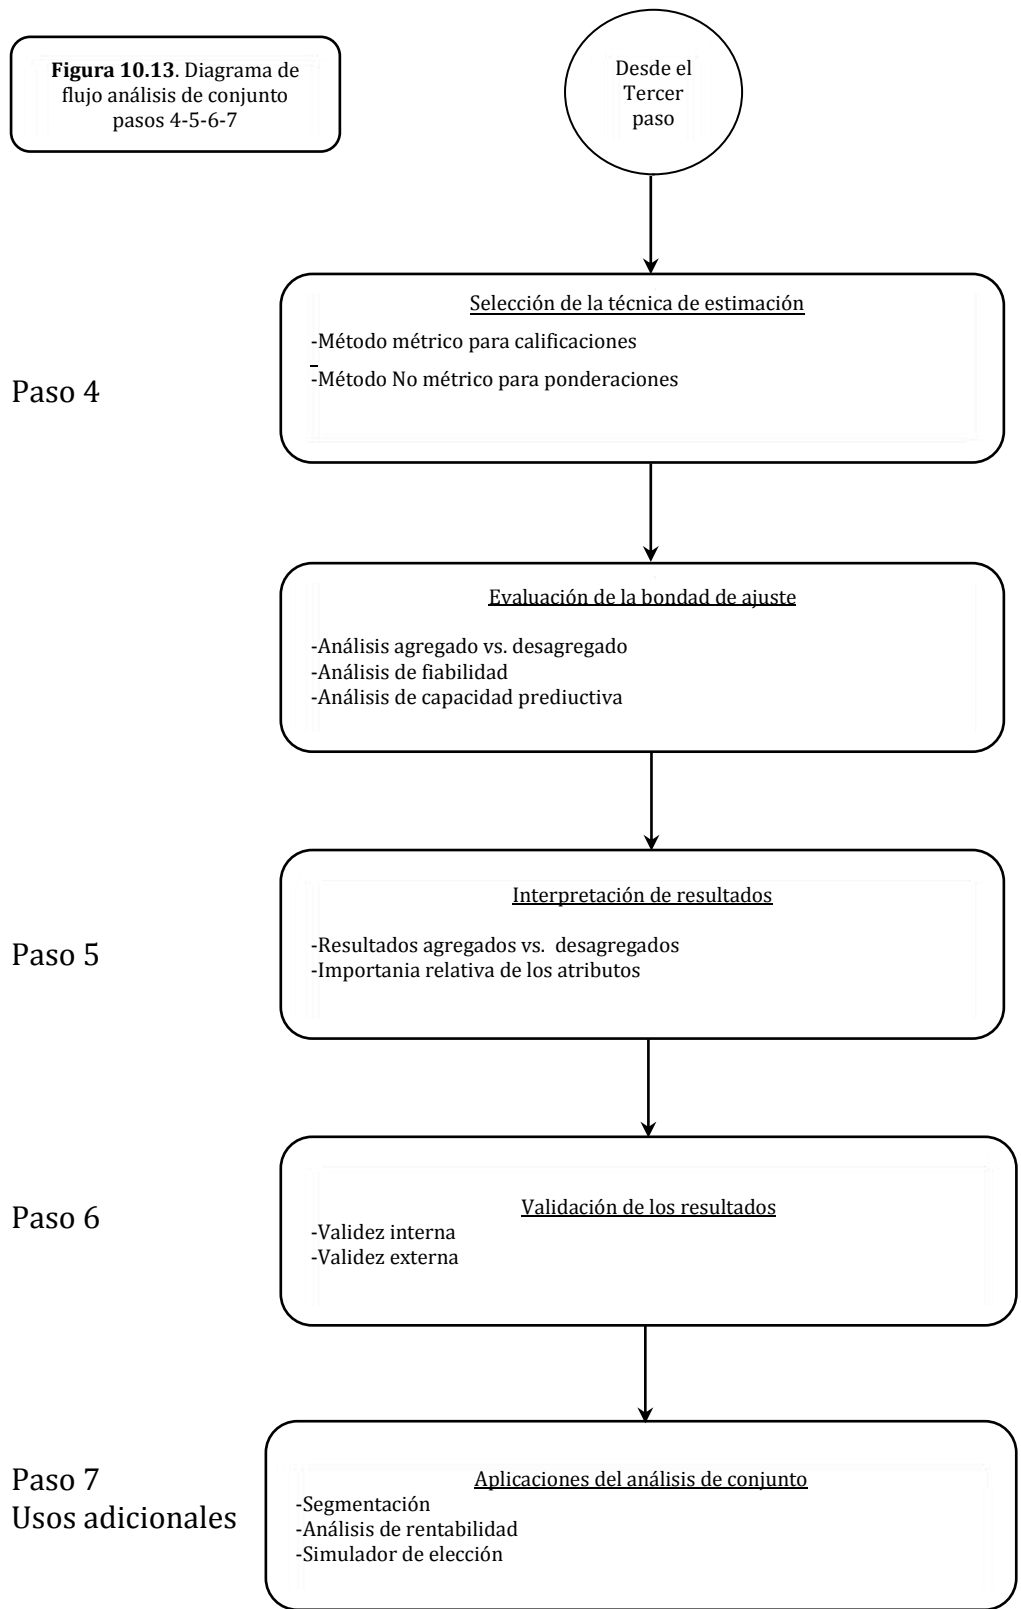 Figura 10.13. Diagrama de
flujo análisis de conjunto
pasos 4-5-6-7
Desde el
Tercer
paso
Paso 4
Selección de la técnica de estimación
-Método métrico para calificaciones
-Método No métrico para ponderaciones
Evaluación de la bondad de ajuste
-Análisis agregado vs. desagregado
-Análisis de fiabilidad
-Análisis de capacidad prediuctiva
Paso 5
Interpretación de resultados
-Resultados agregados vs. desagregados
-Importania relativa de los atributos
Paso 6
Validación de los resultados
-Validez interna
-Validez externa
Paso 7
Usos adicionales
Aplicaciones del análisis de conjunto
-Segmentación
-Análisis de rentabilidad
-Simulador de elección